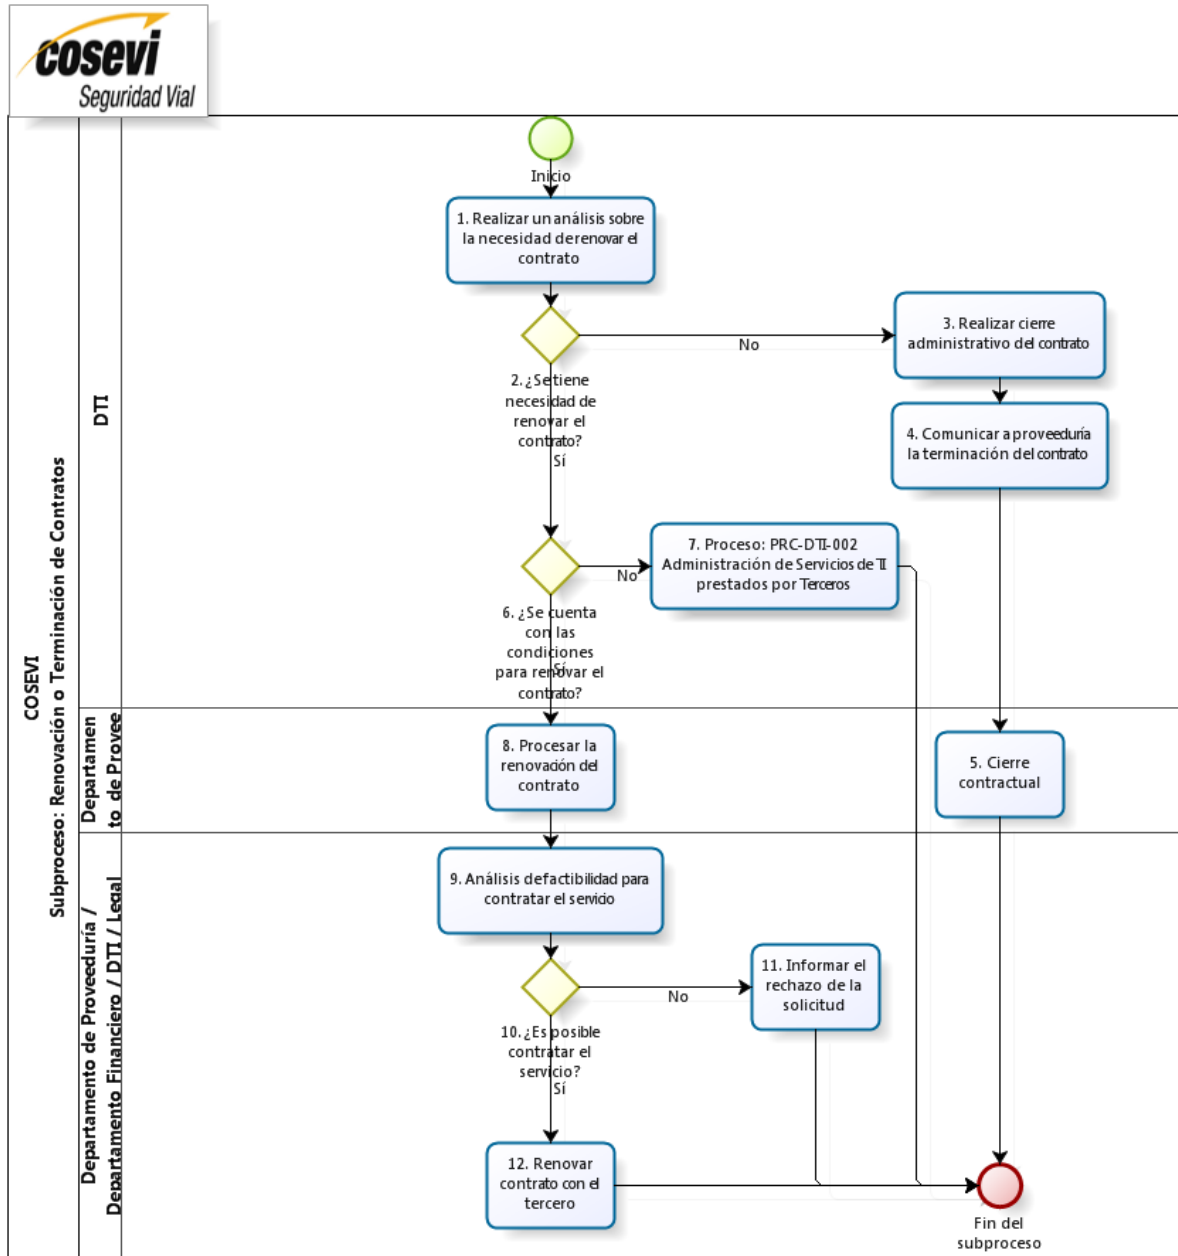 cosevi
Seguridad Vial
COSEVI
Subproceso: Renovación o Terminación de Contratos
DTI
Inicio
1. Realizar un análisis sobre
la necesidad de renovar el
contrato
2. ¿Se tiene
necesidad de
renovar el
contrato?
No
Sí
3. Realizar cierre
administrativo del contrato
4. Comunicar a proveeduría
la terminación del contrato
6. ¿Se cuenta
con las
condiciones
para renovar el
contrato?
No
Sí
7. Proceso: PRC-DTI-002
Administración de Servicios de TI
prestados por Terceros
Departamen
to de Provee
8. Procesar la
renovación del
contrato
5. Cierre
contractual
Departamento de Proveeduría /
Departamento Financiero / DTI / Legal
9. Análisis de factibilidad para
contratar el servicio
10. ¿Es posible
contratar el
servicio?
No
Sí
11. Informar el
rechazo de la
solicitud
12. Renovar
contrato con el
tercero
Fin del
subproceso